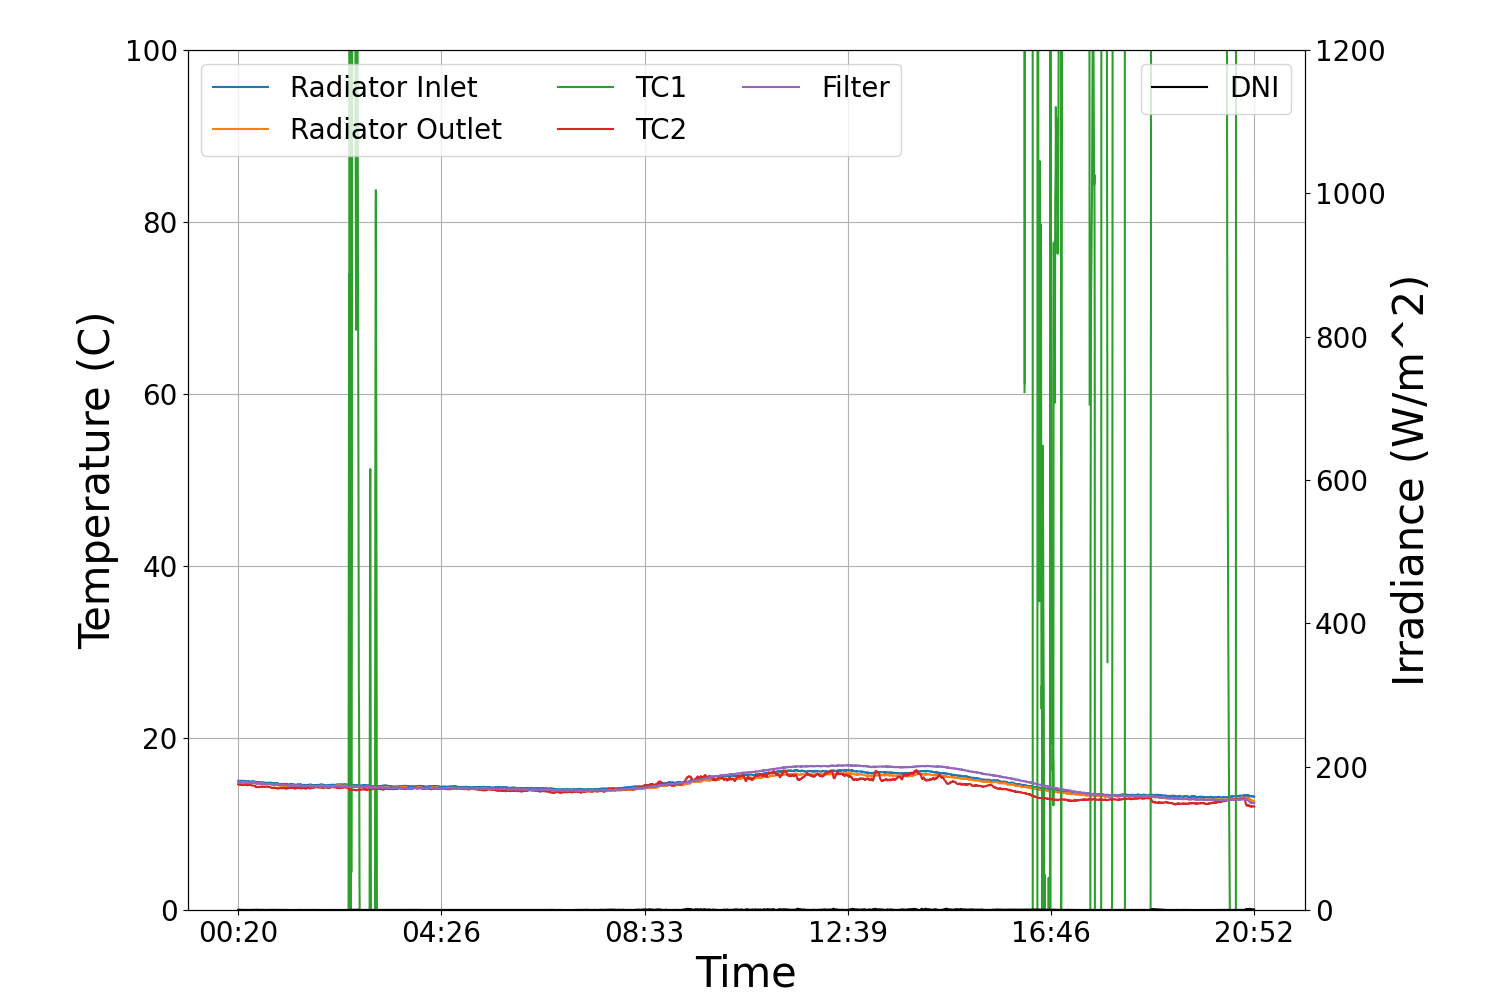 100
80
60
40
20
0
Temperature (C)
Radiator Inlet
Radiator Outlet
TC1
TC2
Filter
DNI
1200
1000
800
600
400
200
0
Irradiance (W/m^2)
00:20 04:26 08:33 12:39 16:46 20:52
Time